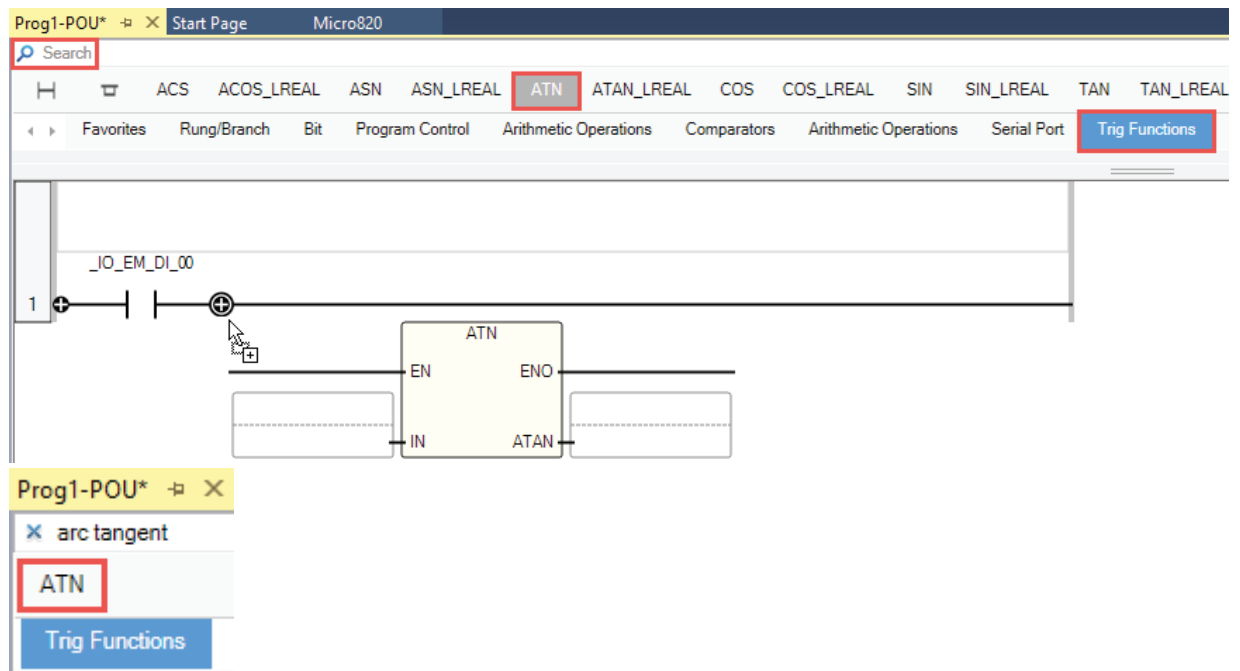 Prog1-POU* Start Page Micro820
Search
ACS ACOS_LREAL ASN ASN_LREAL ATN ATAN_LREAL COS COS_LREAL SIN SIN_LREAL TAN TAN_LREAL
Favorites Rung/Branch Bit Program Control Arithmetic Operations Comparators Arithmetic Operations Serial Port Trig Functions
_IO_EM_DI_00
1
ATN
EN ENO
IN ATAN
Prog1-POU*
arc tangent
ATN
Trig Functions